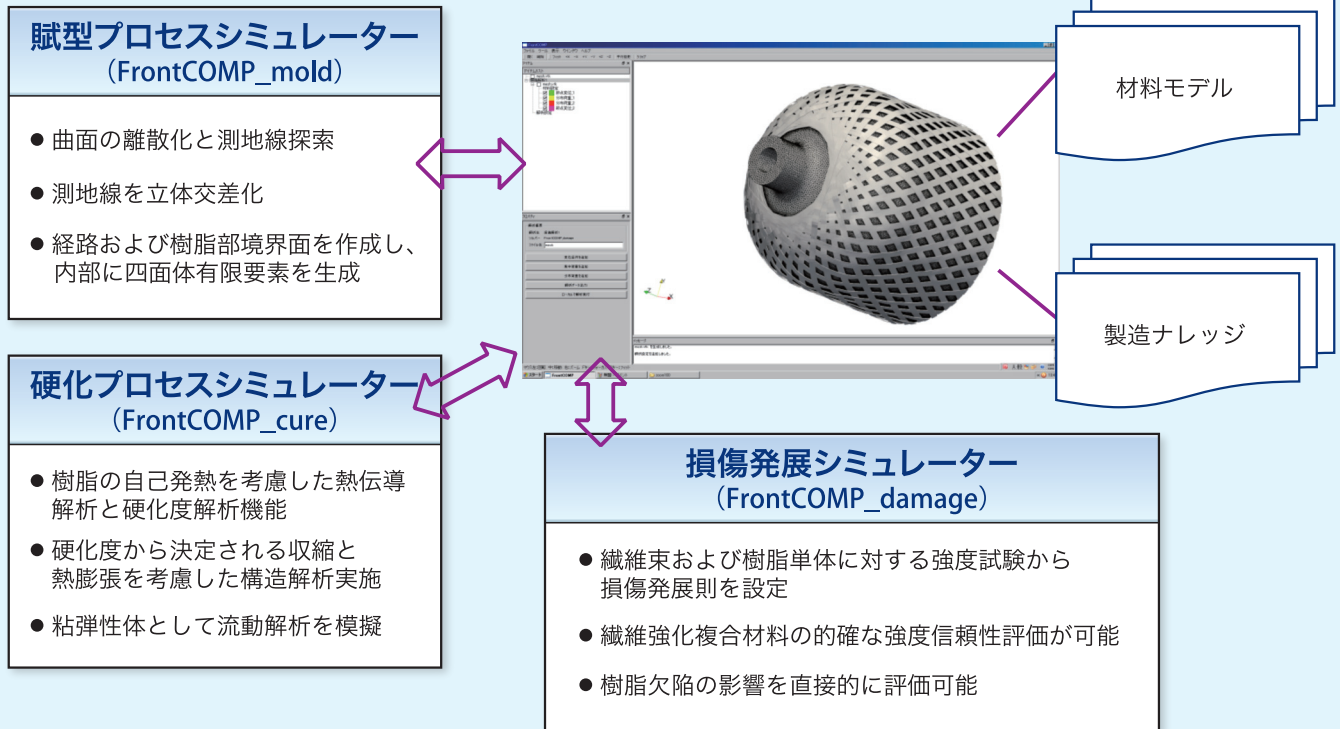 賦型プロセスシミュレーター
（FrontCOMP_mold）
● 曲面の離散化と測地線探索
● 測地線を立体交差化
● 経路および樹脂部境界面を作成し、
内部に四面体有限要素を生成
材料モデル
製造ナレッジ
硬化プロセスシミュレーター
（FrontCOMP_cure）
● 樹脂の自己発熱を考慮した熱伝導
解析と硬化度解析機能
● 硬化度から決定される収縮と
熱膨張を考慮した構造解析実施
● 粘弾性体として流動解析を模擬
損傷発展シミュレーター
（FrontCOMP_damage）
● 繊維束および樹脂単体に対する強度試験から
損傷発展則を設定
● 繊維強化複合材料の的確な強度信頼性評価が可能
● 樹脂欠陥の影響を直接的に評価可能